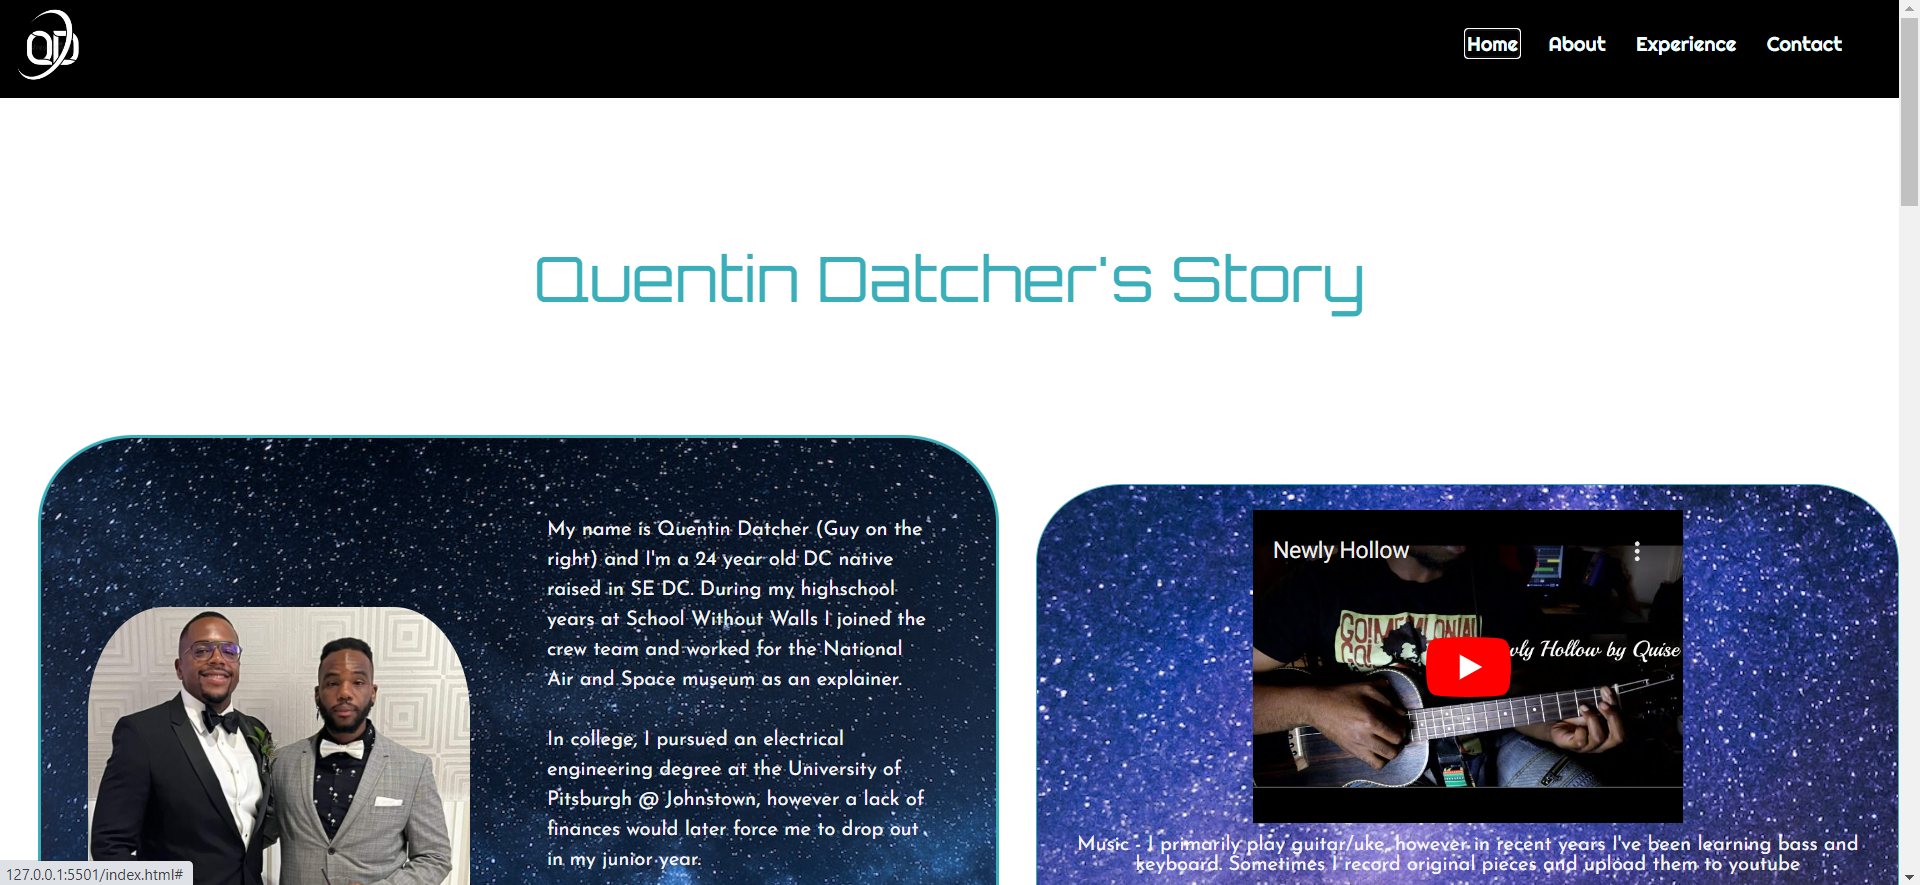 QD
Home About Experience Contact
Quentin Datcher's Story
My name is Quentin Datcher (Guy on the
right) and I'm a 24 year old DC native
raised in SE DC. During my highschool
years at School Without Walls I joined the
crew team and worked for the National
Air and Space museum as an explainer.
In college, I pursued an electrical
engineering degree at the University of
Pitsburgh @ Johnstown, however a lack of
finances would later force me to drop out
in my junior year.
Newly Hollow
Hollow by Quise
Music - I primarily play guitar/uke, however in recent years I've been learning bass and
keyboard. Sometimes I record original pieces and upload them to youtube
127.0.0.1:5501/index.html#